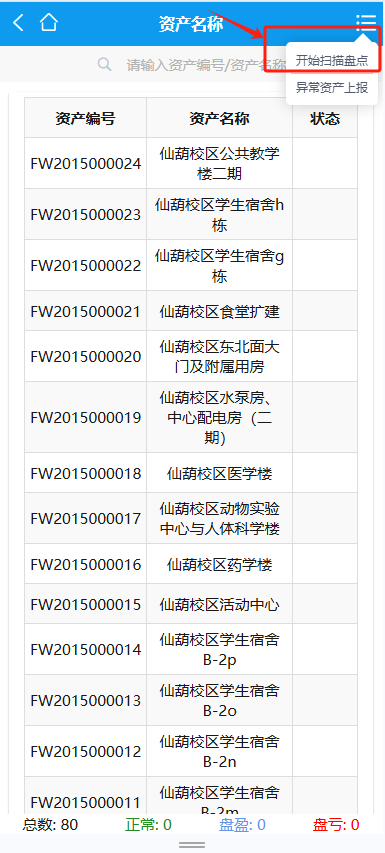 资产名称
请输入资产编号/资产名称
开始扫描盘点
异常资产上报
资产编号 资产名称 状态
FW2015000024 仙葫校区公共教学
楼二期
FW2015000023 仙葫校区学生宿舍h
栋
FW2015000022 仙葫校区学生宿舍g
栋
FW2015000021 仙葫校区食堂扩建
FW2015000020 仙葫校区东北面大
门及附属用房
FW2015000019 仙葫校区水泵房、
中心配电房（二
期）
FW2015000018 仙葫校区医学楼
FW2015000017 仙葫校区动物实验
中心与人体科学楼
FW2015000016 仙葫校区药学楼
FW2015000015 仙葫校区活动中心
FW2015000014 仙葫校区学生宿舍
B-2p
FW2015000013 仙葫校区学生宿舍
B-2o
FW2015000012 仙葫校区学生宿舍
B-2n
FW2015000011 仙葫校区学生宿舍
B-2m
总数: 80 正常: 0 盘盈: 0 盘亏: 0